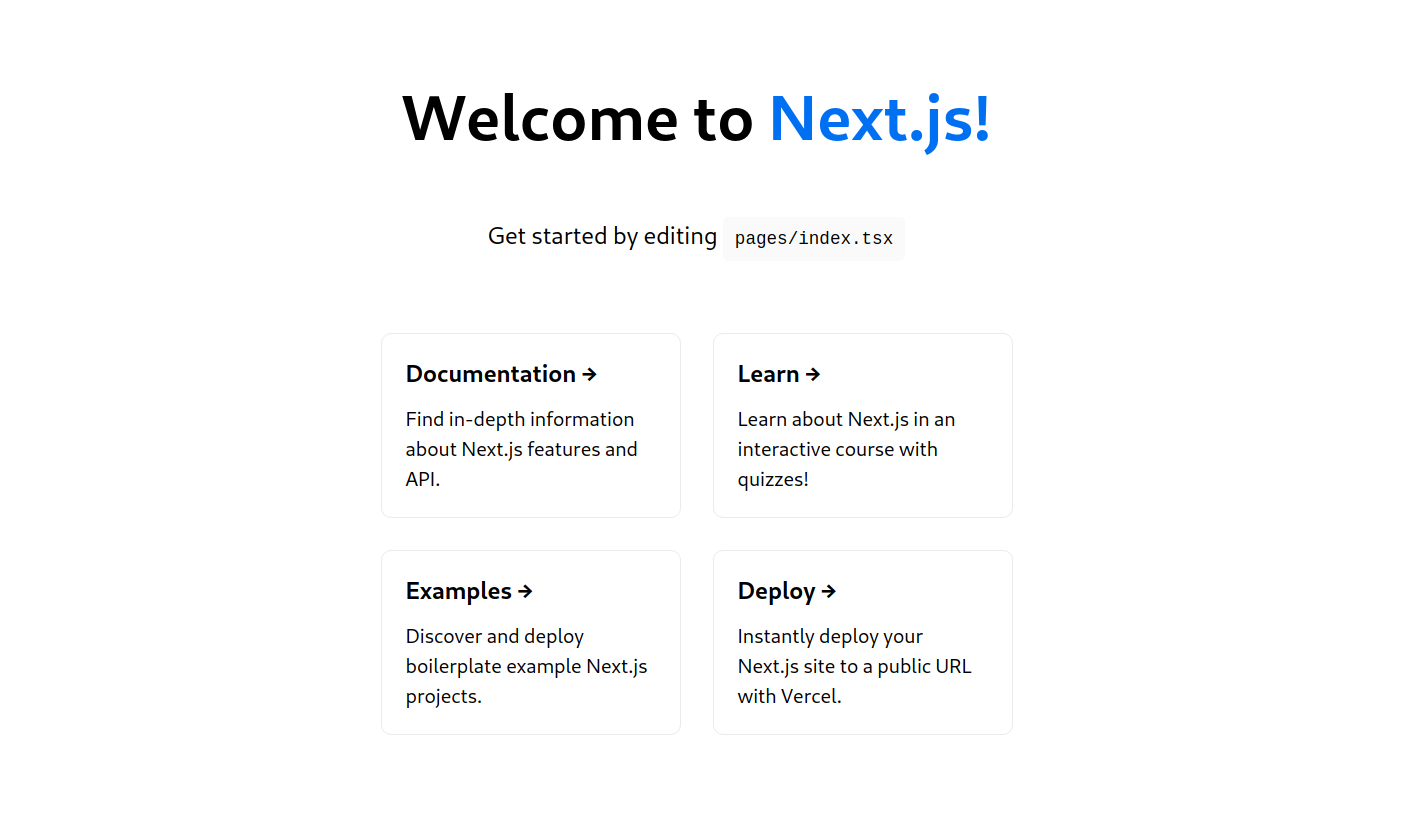 Welcome to Next.js!
Get started by editing pages/index.tsx
Documentation →
Find in-depth information
about Next.js features and
API.
Learn →
Learn about Next.js in an
interactive course with
quizzes!
Examples →
Discover and deploy
boilerplate example Next.js
projects.
Deploy →
Instantly deploy your
Next.js site to a public URL
with Vercel.